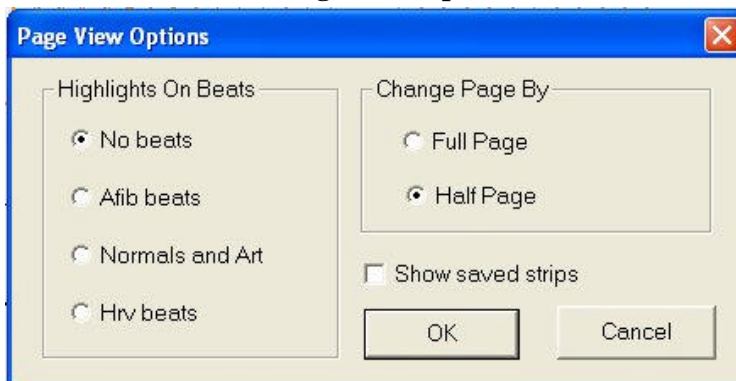 Page View Options
Highlights On Beats
No beats
Afib beats
Normals and Art
Hrv beats
Change Page By
Full Page
Half Page
Show saved strips
OK
Cancel